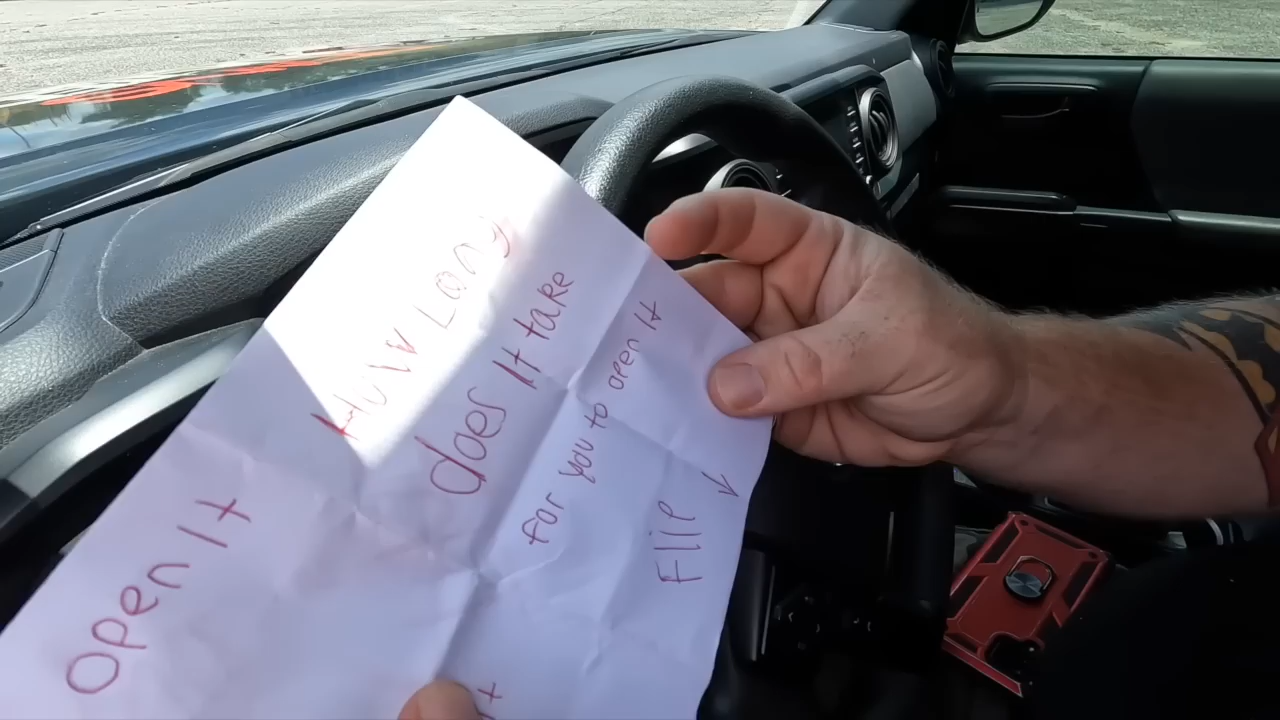 Open It
How Long
does It take
for you to open It
Flip ↓